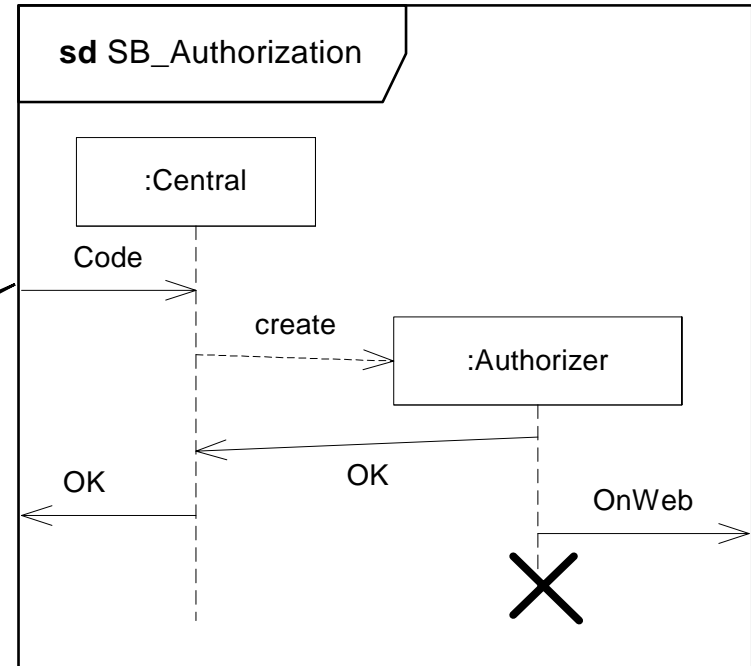 sd SB_Authorization
:Central
Code
create
:Authorizer
OK
OK
OnWeb